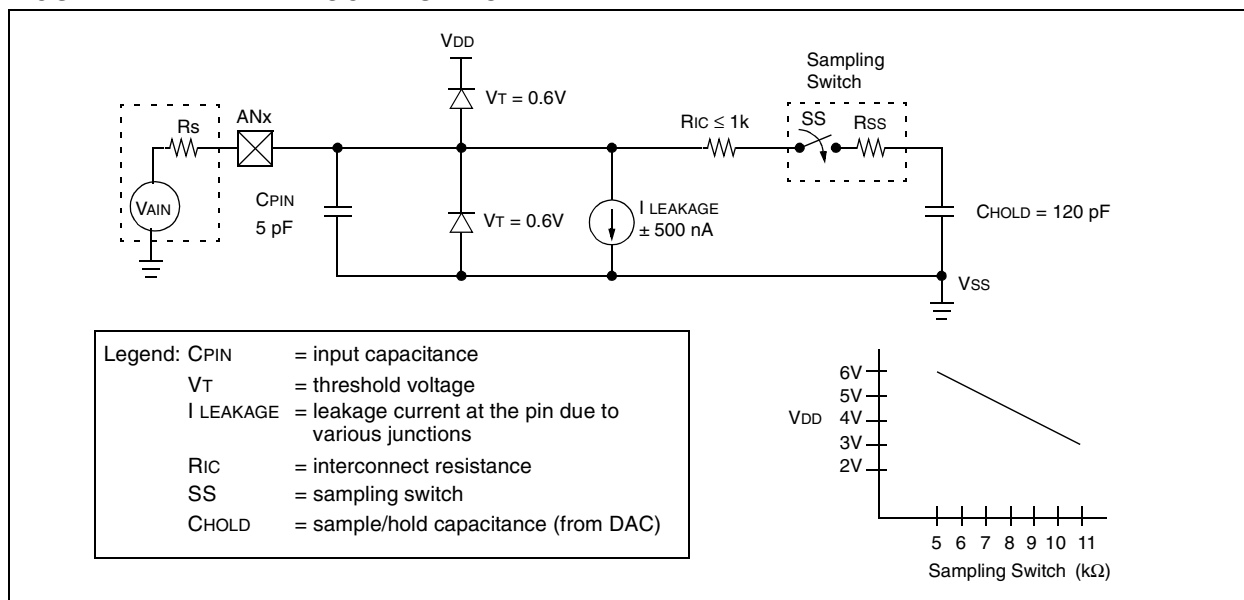 VDD
Sampling
Switch
VT = 0.6V
ANx
RIC ≤ 1k
SS
RSS
Rs
CPIN
5 pF
VAIN
VT = 0.6V
I LEAKAGE
± 500 nA
CHOLD = 120 pF
VSS
Legend: CPIN = input capacitance
VT = threshold voltage
I LEAKAGE = leakage current at the pin due to
various junctions
RIC = interconnect resistance
SS = sampling switch
CHOLD = sample/hold capacitance (from DAC)
6V
5V
VDD 4V
3V
2V
5 6 7 8 9 10 11
Sampling Switch (kΩ)